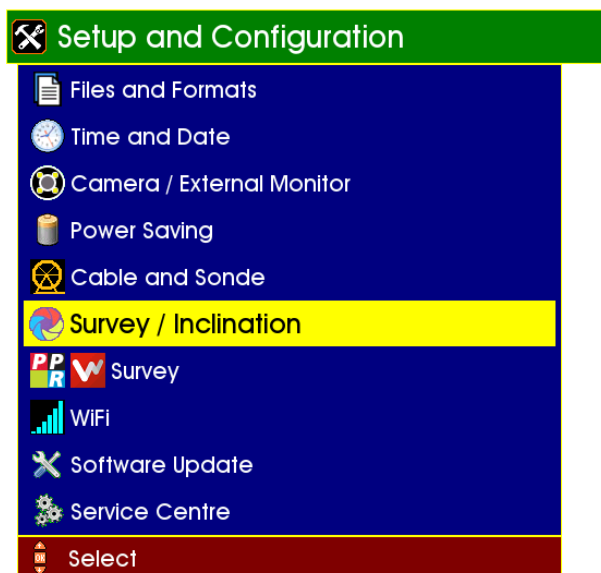 Setup and Configuration
Files and Formats
Time and Date
Camera / External Monitor
Power Saving
Cable and Sonde
Survey / Inclination
PPR Survey
WiFi
Software Update
Service Centre
OK Select